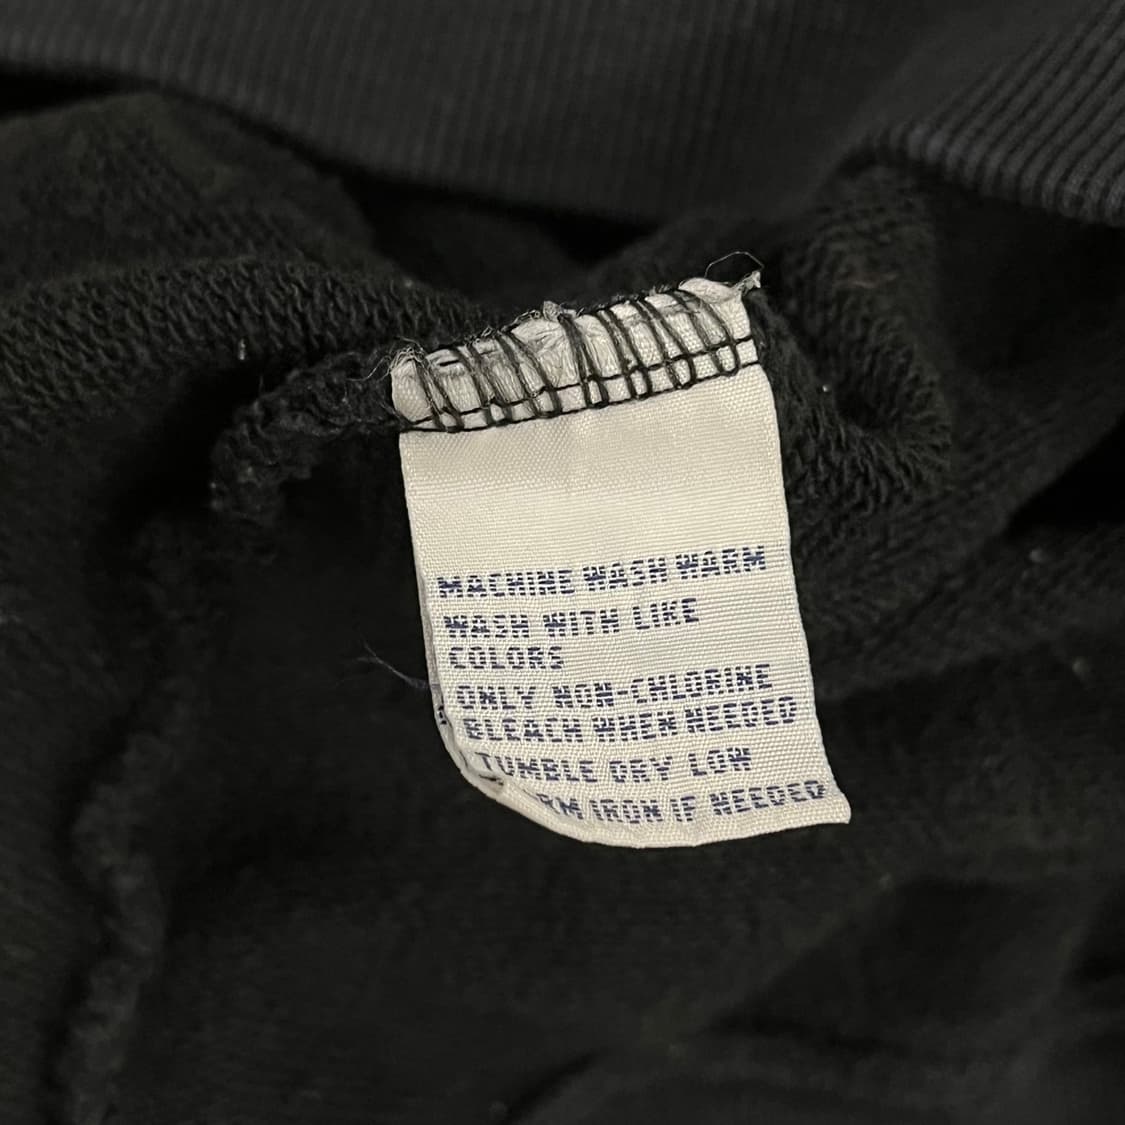 MACHINE WASH WARM
WASH WITH LIKE
COLORS
ONLY NON-CHLORINE
BLEACH WHEN NEEDED
TUMBLE DRY LOW
RM IRON IF NEEDED